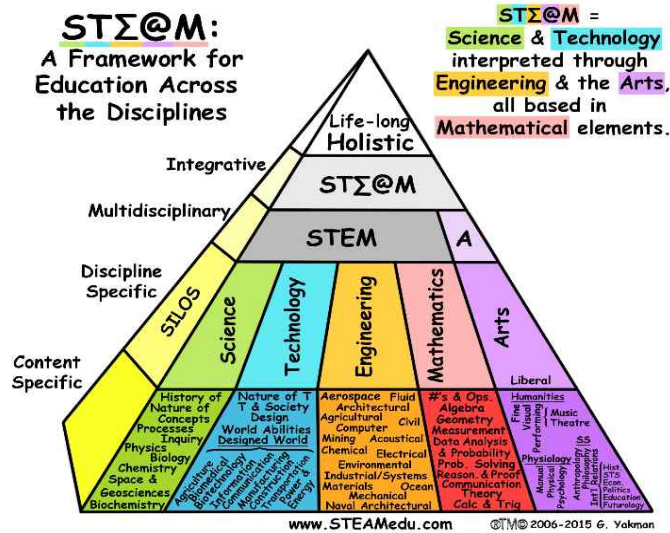 STΣ@M:
A Framework for
Education Across
the Disciplines
STΣ@M =
Science & Technology
interpreted through
Engineering & the Arts,
all based in
Mathematical elements.
Life-long
Holistic
Integrative
STΣ@M
Multidisciplinary
STEM
A
Discipline
Specific
SILOS
Science
Technology
Engineering
Mathematics
Arts
Liberal
Content
Specific
History of
Nature of
Concepts
Processes
Inquiry
Physics
Biology
Chemistry
Space &
Geosciences
Biochemistry
Nature of T
T & Society
Design
World Abilities
Designed World
Agriculture
Biomedical
Biotechnology
Information
Communication
Manufacturing
Construction
Transportation
Power &
Energy
Aerospace Fluid
Architectural
Agricultural Civil
Computer
Mining Acoustical
Chemical Electrical
Environmental
Industrial/Systems
Materials Ocean
Mechanical
Naval Architectural
#'s & Ops.
Algebra
Geometry
Measurement
Data Analysis
& Probability
Prob. Solving
Reason. & Proof
Communication
Theory
Calc & Trig
Humanities
Fine
Visual
Performing
Music
Theatre
Physiology
SS
Manual
Physical
Psychology
Anthropology
Philosophy
Int'l Relations
Hist.
STS
Econ.
Politics
Education
Futurology
www.STEAMedu.com
©TM© 2006-2015 G. Yakman